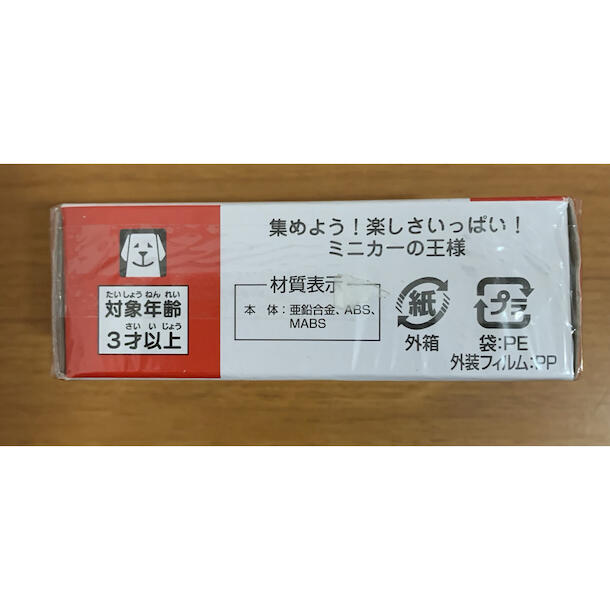 集めよう！楽しさいっぱい！
ミニカーの王様
たいしょうねんれい
対象年齢
さい いじょう
3才以上
材質表示
本 体：亜鉛合金、ABS、
MABS
紙
外箱
プラ
袋:PE
外装フィルム:PP